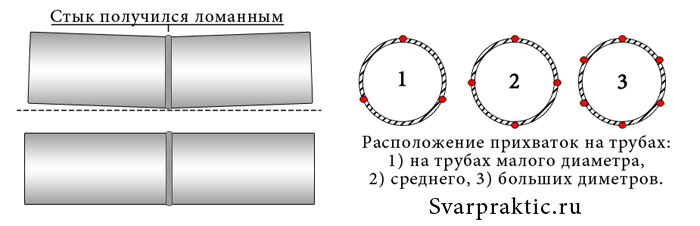 Стык получился ломанным
1
2
3
Расположение прихваток на трубах:
1) на трубах малого диаметра,
2) среднего, 3) больших диметров.
Svarpraktic.ru